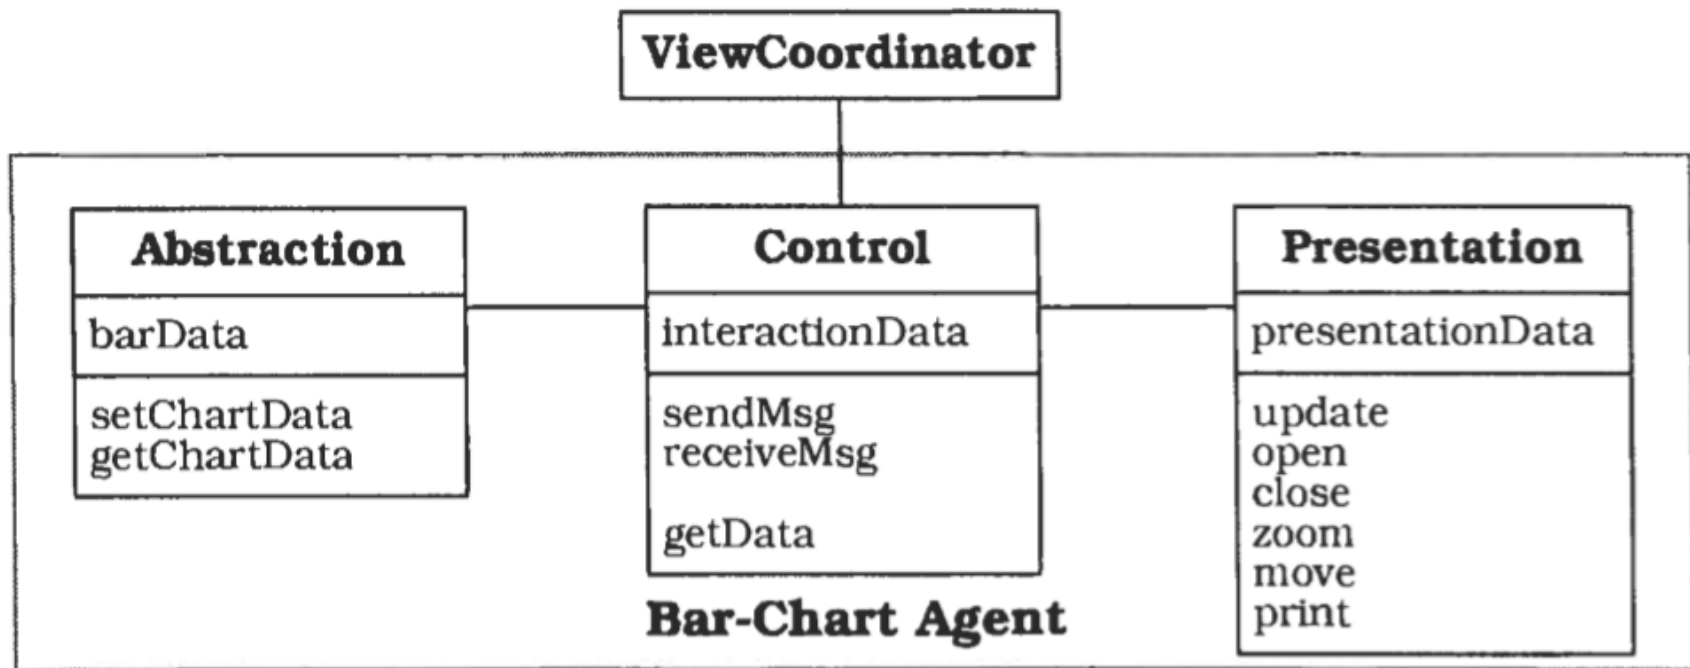 ViewCoordinator
Abstraction
barData
setChartData
getChartData
Control
interactionData
sendMsg
receiveMsg
getData
Presentation
presentationData
update
open
close
zoom
move
print
Bar-Chart Agent